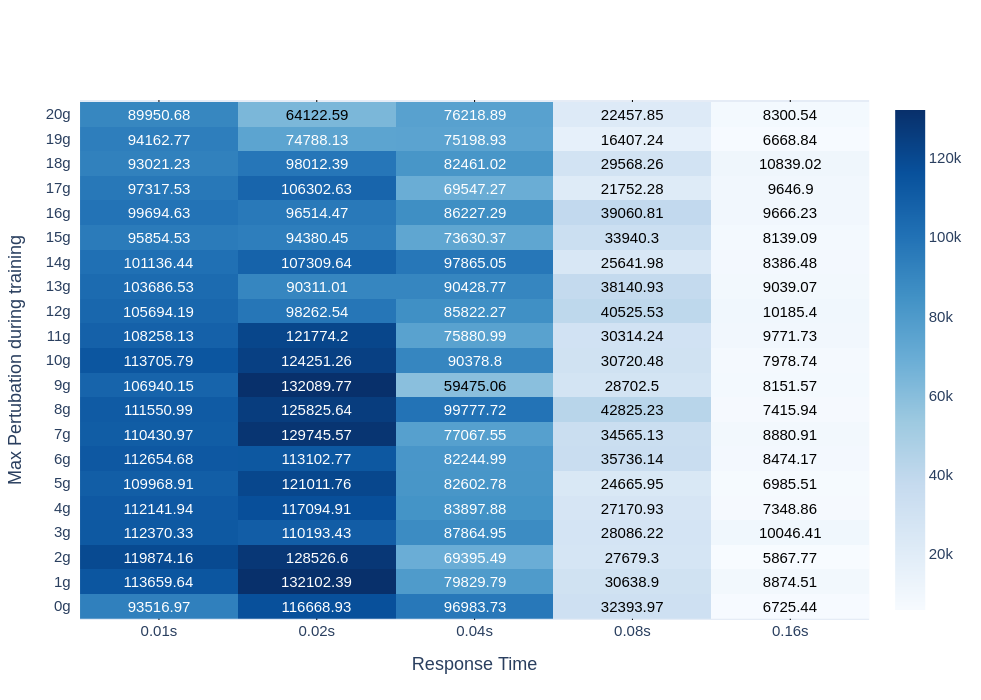 20g 89950.68 64122.59 76218.89 22457.85 8300.54
19g 94162.77 74788.13 75198.93 16407.24 6668.84
18g 93021.23 98012.39 82461.02 29568.26 10839.02
17g 97317.53 106302.63 69547.27 21752.28 9646.9
16g 99694.63 96514.47 86227.29 39060.81 9666.23
15g 95854.53 94380.45 73630.37 33940.3 8139.09
14g 101136.44 107309.64 97865.05 25641.98 8386.48
13g 103686.53 90311.01 90428.77 38140.93 9039.07
12g 105694.19 98262.54 85822.27 40525.53 10185.4
11g 108258.13 121774.2 75880.99 30314.24 9771.73
10g 113705.79 124251.26 90378.8 30720.48 7978.74
9g 106940.15 132089.77 59475.06 28702.5 8151.57
8g 111550.99 125825.64 99777.72 42825.23 7415.94
7g 110430.97 129745.57 77067.55 34565.13 8880.91
6g 112654.68 113102.77 82244.99 35736.14 8474.17
5g 109968.91 121011.76 82602.78 24665.95 6985.51
4g 112141.94 117094.91 83897.88 27170.93 7348.86
3g 112370.33 110193.43 87864.95 28086.22 10046.41
2g 119874.16 128526.6 69395.49 27679.3 5867.77
1g 113659.64 132102.39 79829.79 30638.9 8874.51
0g 93516.97 116668.93 96983.73 32393.97 6725.44
0.01s 0.02s 0.04s 0.08s 0.16s
Response Time
Max Pertubation during training
120k
100k
80k
60k
40k
20k